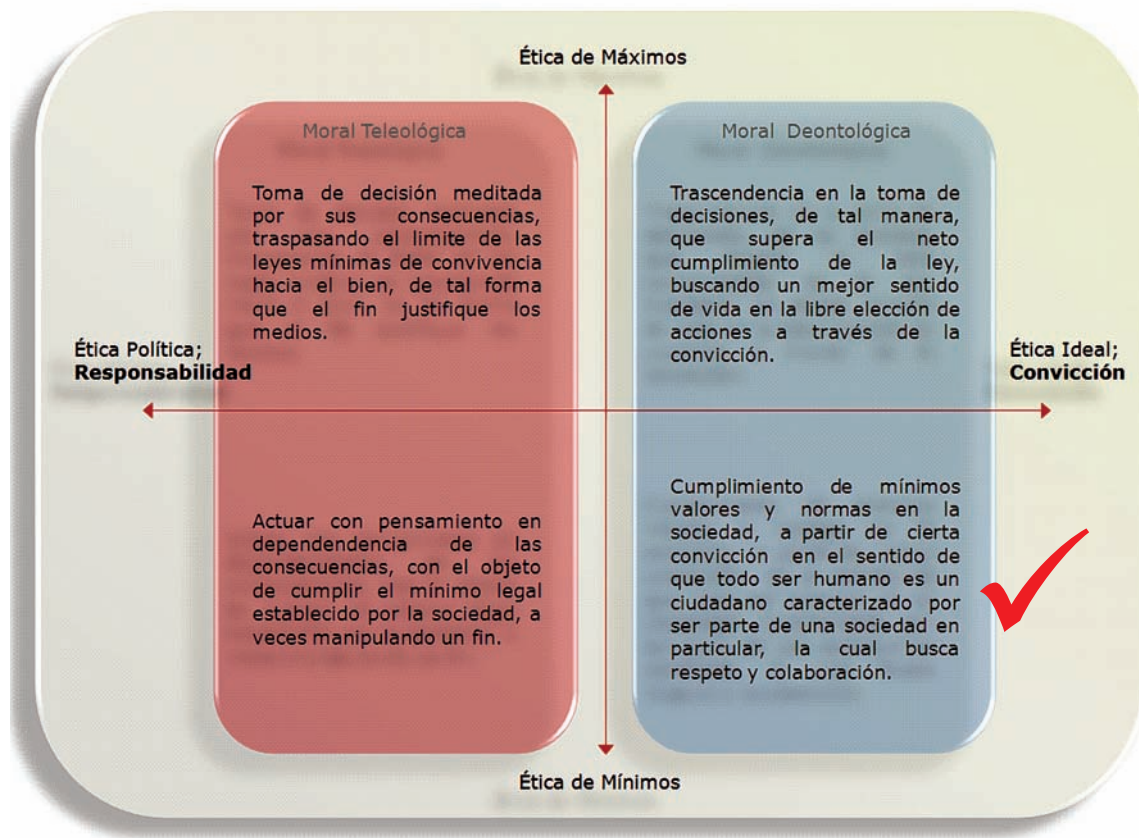 Ética de Máximos
Moral Teleológica
Toma de decisión meditada
por sus consecuencias,
traspasando el limite de las
leyes mínimas de convivencia
hacia el bien, de tal forma
que el fin justifique los
medios.
Moral Deontológica
Trascendencia en la toma de
decisiones, de tal manera,
que supera el neto
cumplimiento de la ley,
buscando un mejor sentido
de vida en la libre elección de
acciones a través de la
convicción.
Ética Política;
Responsabilidad
Ética Ideal;
Convicción
Actuar con pensamiento en
dependendencia de las
consecuencias, con el objeto
de cumplir el mínimo legal
establecido por la sociedad, a
veces manipulando un fin.
Cumplimiento de mínimos
valores y normas en la
sociedad, a partir de cierta
convicción en el sentido de
que todo ser humano es un
ciudadano caracterizado por
ser parte de una sociedad en
particular, la cual busca
respeto y colaboración.
Ética de Mínimos